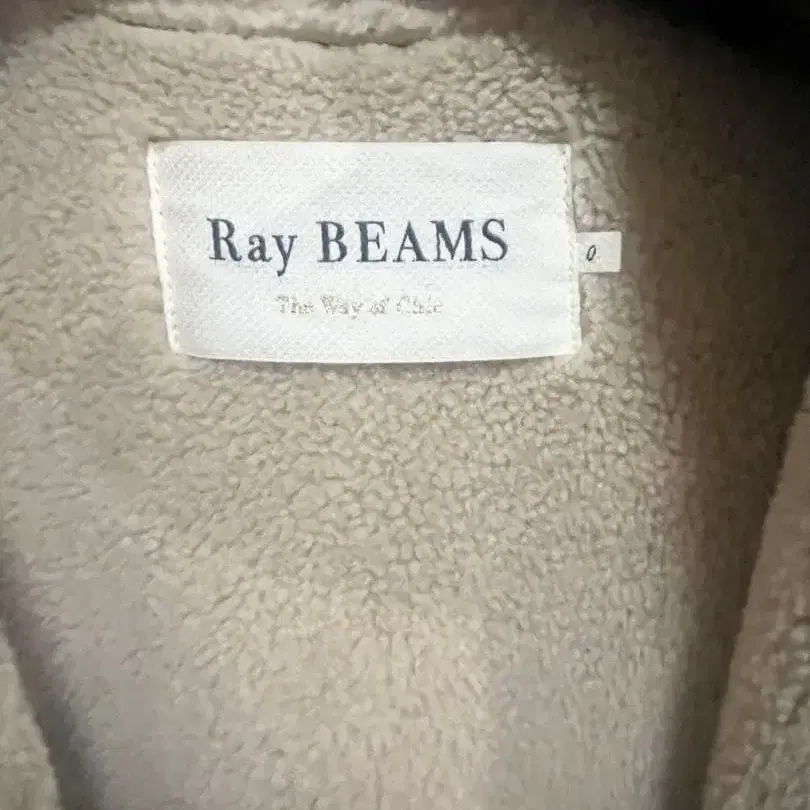 Ray BEAMS
0
The Way of Chic